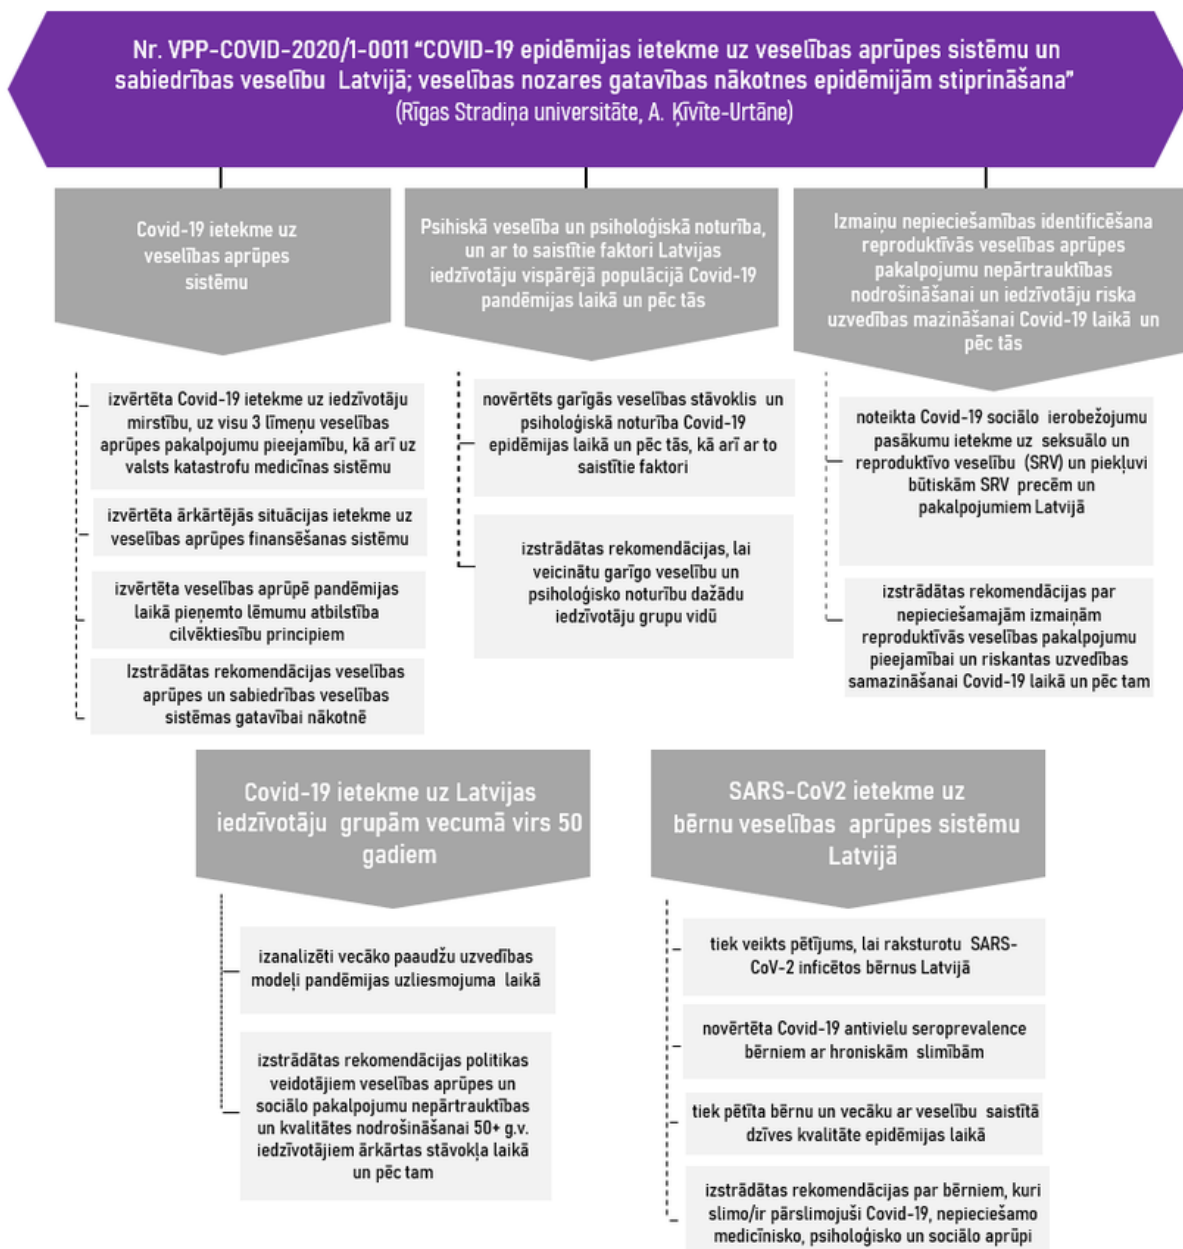 Nr. VPP-COVID-2020/1-0011 “COVID-19 epidēmijas ietekme uz veselības aprūpes sistēmu un
sabiedrības veselību Latvijā; veselības nozares gatavības nākotnes epidēmijām stiprināšana”
(Rīgas Stradiņa universitāte, A. Ķīvīte-Urtāne)
Covid-19 ietekme uz
veselības aprūpes
sistēmu
izvērtēta Covid-19 ietekme uz iedzīvotāju
mirstību, uz visu 3 līmeņu veselības
aprūpes pakalpojumu pieejamību, kā arī uz
valsts katastrofu medicīnas sistēmu
izvērtēta ārkārtējās situācijas ietekme uz
veselības aprūpes finansēšanas sistēmu
izvērtēta veselības aprūpē pandēmijas
laikā pieņemto lēmumu atbilstība
cilvēktiesību principiem
Izstrādātas rekomendācijas veselības
aprūpes un sabiedrības veselības
sistēmas gatavībai nākotnē
Psihiskā veselība un psiholoģiskā noturība,
un ar to saistītie faktori Latvijas
iedzīvotāju vispārējā populācijā Covid-19
pandēmijas laikā un pēc tās
novērtēts garīgās veselības stāvoklis un
psiholoģiskā noturība Covid-19
epidēmijas laikā un pēc tās, kā arī ar to
saistītie faktori
izstrādātas rekomendācijas, lai
veicinātu garīgo veselību un
psiholoģisko noturību dažādu
iedzīvotāju grupu vidū
Izmaiņu nepieciešamības identificēšana
reproduktīvās veselības aprūpes
pakalpojumu nepārtrauktības
nodrošināšanai un iedzīvotāju riska
uzvedības mazināšanai Covid-19 laikā un
pēc tās
noteikta Covid-19 sociālo ierobežojumu
pasākumu ietekme uz seksuālo un
reproduktīvo veselību (SRV) un piekļuvi
būtiskām SRV precēm un
pakalpojumiem Latvijā
izstrādātas rekomendācijas par
nepieciešamajām izmaiņām
reproduktīvās veselības pakalpojumu
pieejamībai un riskantas uzvedības
samazināšanai Covid-19 laikā un pēc tam
Covid-19 ietekme uz Latvijas
iedzīvotāju grupām vecumā virs 50
gadiem
izanalizēti vecāko paaudžu uzvedības
modeļi pandēmijas uzliesmojuma laikā
izstrādātas rekomendācijas politikas
veidotājiem veselības aprūpes un
sociālo pakalpojumu nepārtrauktības
un kvalitātes nodrošināšanai 50+ g.v.
iedzīvotājiem ārkārtas stāvokļa laikā
un pēc tam
SARS-CoV2 ietekme uz
bērnu veselības aprūpes sistēmu
Latvijā
tiek veikts pētījums, lai raksturotu SARS-
CoV-2 inficētos bērnus Latvijā
novērtēta Covid-19 antivielu seroprevalence
bērniem ar hroniskām slimībām
tiek pētīta bērnu un vecāku ar veselību saistītā
dzīves kvalitāte epidēmijas laikā
izstrādātas rekomendācijas par bērniem, kuri
slimo/ir pārslimojuši Covid-19, nepieciešamo
medicīnisko, psiholoģisko un sociālo aprūpi